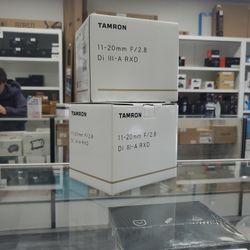 TAMRON
11-20mm F/2.8
Di III-A RXD
TAMRON
11-20mm F/2.8
Di III-A RXD